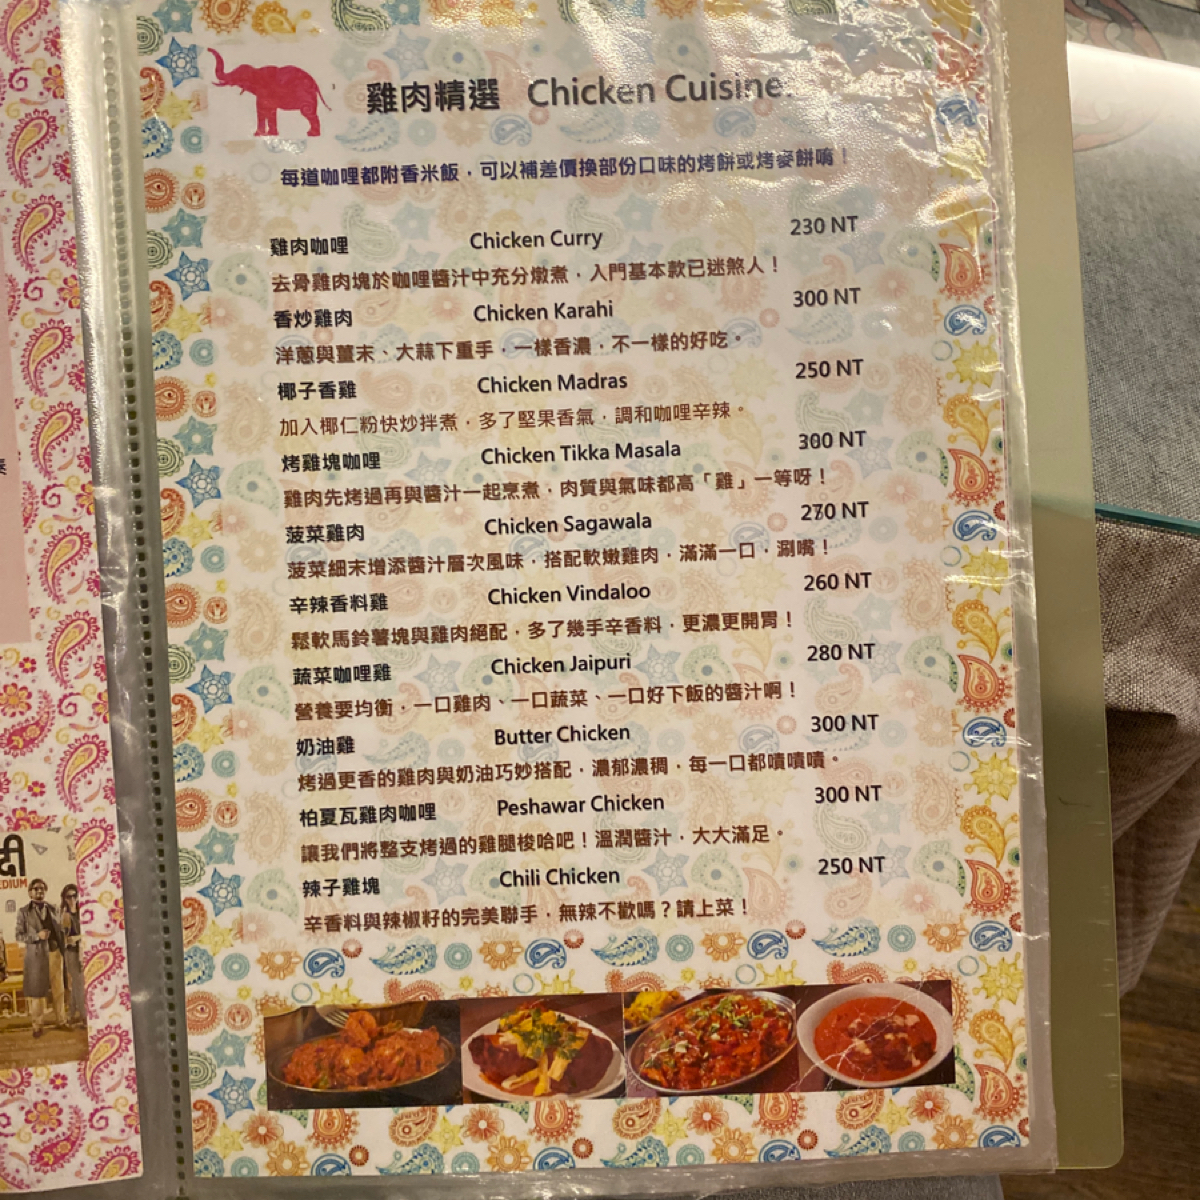 雞肉精選 Chicken Cuisine.
每道咖哩都附香米飯，可以補差價換部份口味的烤餅或烤麥餅唷！
雞肉咖哩 Chicken Curry 230 NT
去骨雞肉塊於咖哩醬汁中充分燉煮，入門基本款已迷煞人！
香炒雞肉 Chicken Karahi 300 NT
洋蔥與薑末、大蒜下重手，一樣香濃，不一樣的好吃。
椰子香雞 Chicken Madras 250 NT
加入椰仁粉快炒拌煮，多了堅果香氣，調和咖哩辛辣。
烤雞塊咖哩 Chicken Tikka Masala 300 NT
雞肉先烤過再與醬汁一起烹煮，肉質與氣味都高「雞」一等呀！
菠菜雞肉 Chicken Sagawala 270 NT
菠菜細末增添醬汁層次風味，搭配軟嫩雞肉，滿滿一口，涮嘴！
辛辣香料雞 Chicken Vindaloo 260 NT
鬆軟馬鈴薯塊與雞肉絕配，多了幾手辛香料，更濃更開胃！
蔬菜咖哩雞 Chicken Jaipuri 280 NT
營養要均衡，一口雞肉、一口蔬菜、一口好下飯的醬汁啊！
奶油雞 Butter Chicken 300 NT
烤過更香的雞肉與奶油巧妙搭配，濃郁濃稠，每一口都嘖嘖嘖。
柏夏瓦雞肉咖哩 Peshawar Chicken 300 NT
讓我們將整支烤過的雞腿梭哈吧！溫潤醬汁，大大滿足。
辣子雞塊 Chili Chicken 250 NT
辛香料與辣椒籽的完美聯手，無辣不歡嗎？請上菜！